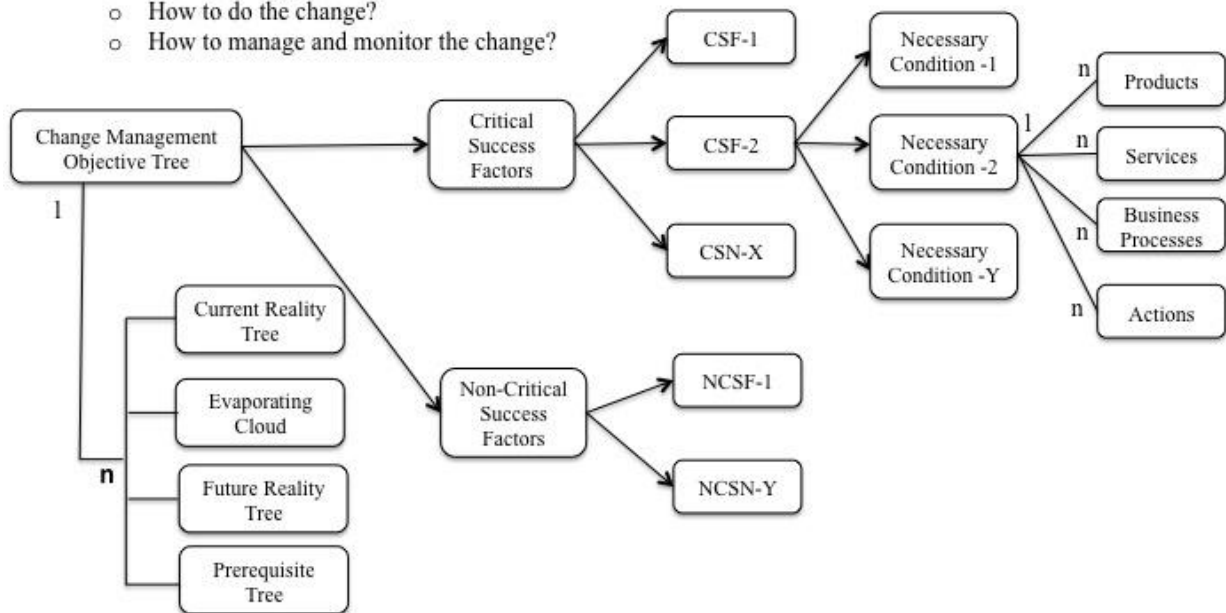 o How to do the change?
o How to manage and monitor the change?
Change Management
Objective Tree
l
n
Current Reality
Tree
Evaporating
Cloud
Future Reality
Tree
Prerequisite
Tree
Critical
Success
Factors
Non-Critical
Success
Factors
CSF-1
CSF-2
CSN-X
NCSF-1
NCSN-Y
Necessary
Condition -1
Necessary
Condition -2
Necessary
Condition -Y
l
n
n
n
n
Products
Services
Business
Processes
Actions